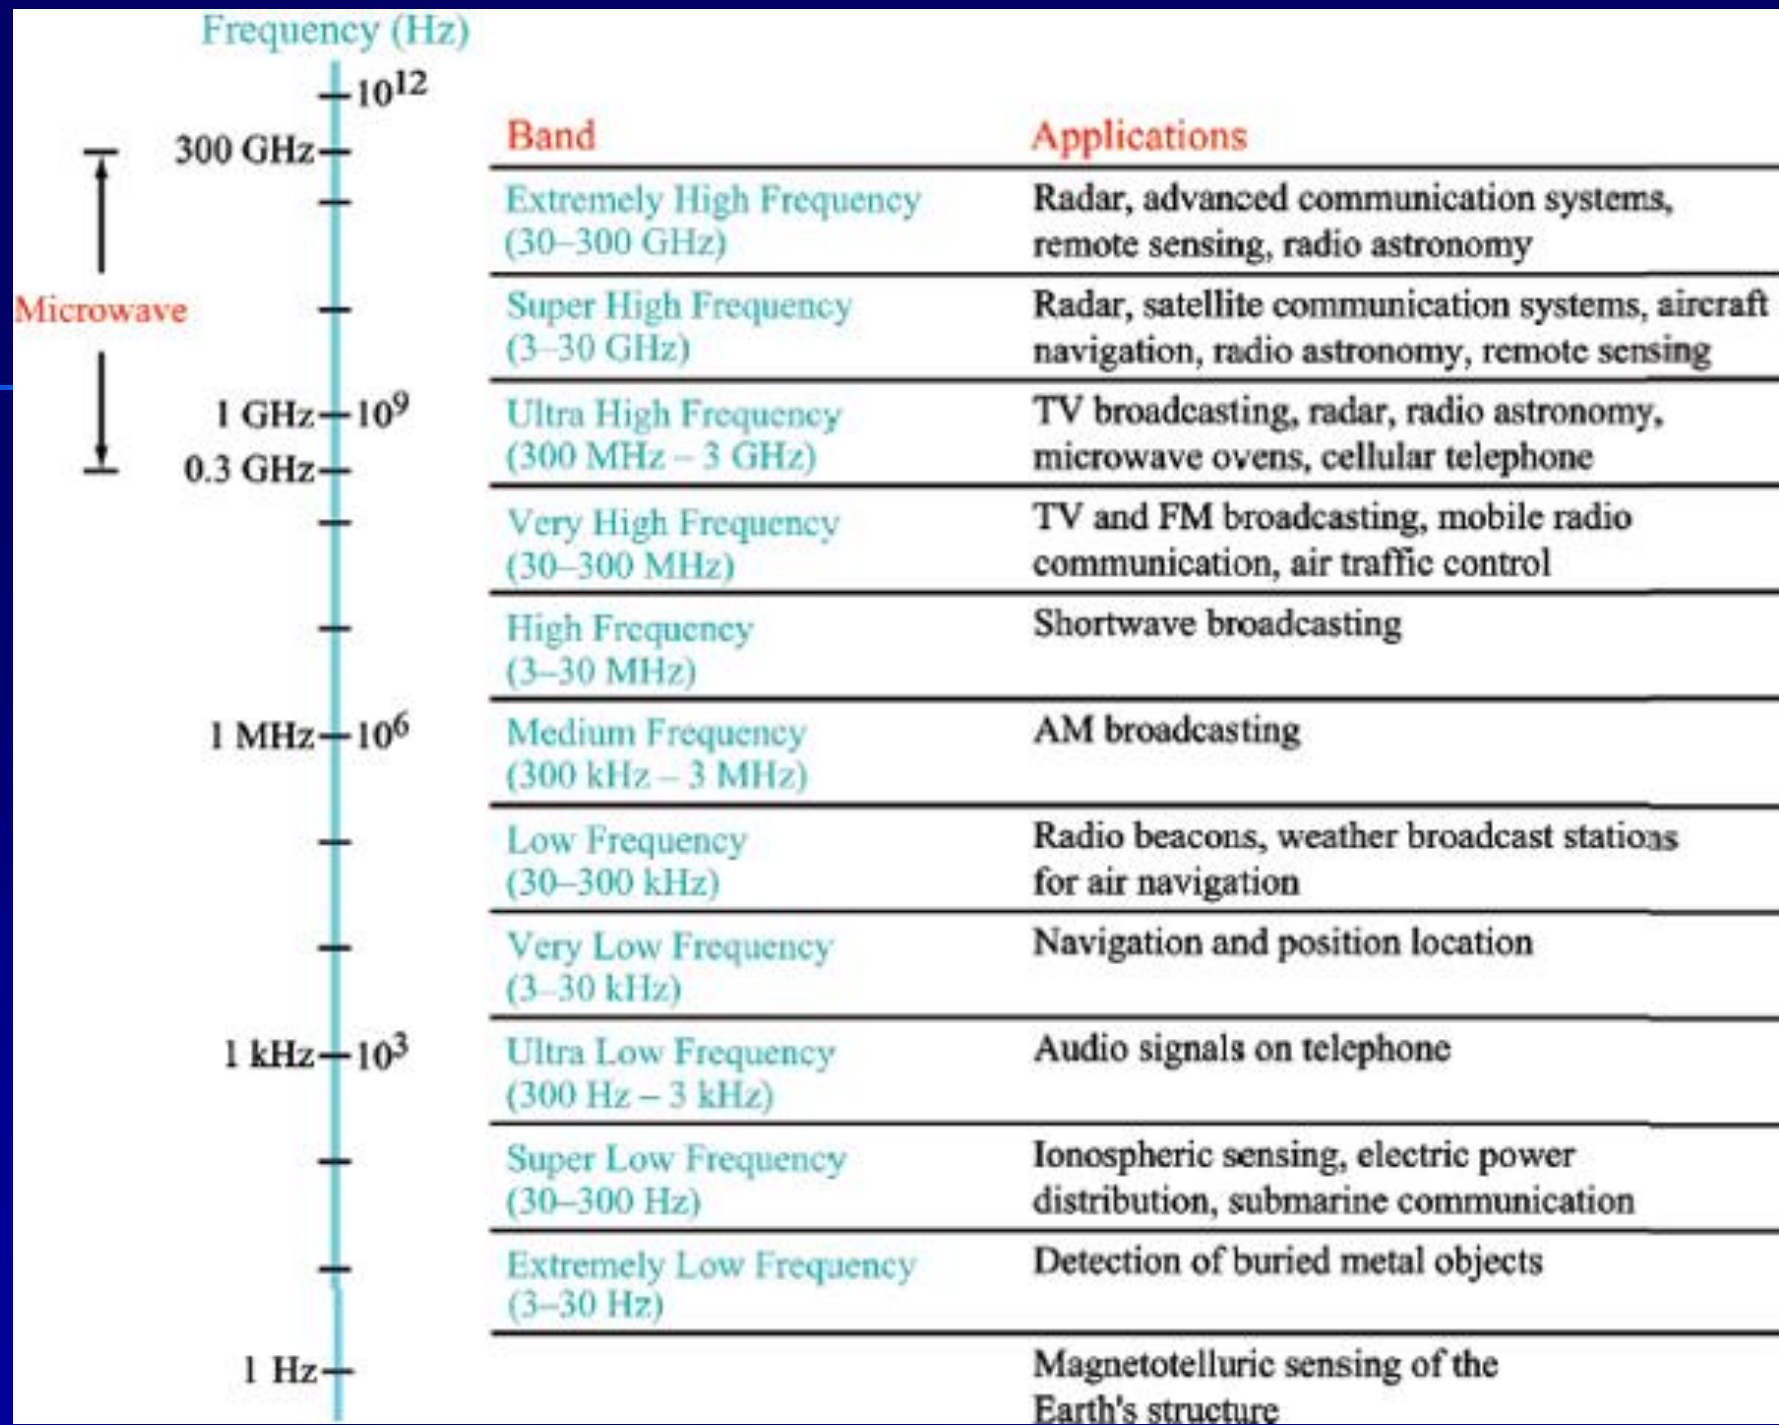 Frequency (Hz)
10¹²
300 GHz
Microwave
1 GHz 10⁹
0.3 GHz
1 MHz 10⁶
1 kHz 10³
1 Hz
Band Applications
Extremely High Frequency Radar, advanced communication systems,
(30–300 GHz) remote sensing, radio astronomy
Super High Frequency Radar, satellite communication systems, aircraft
(3–30 GHz) navigation, radio astronomy, remote sensing
Ultra High Frequency TV broadcasting, radar, radio astronomy,
(300 MHz – 3 GHz) microwave ovens, cellular telephone
Very High Frequency TV and FM broadcasting, mobile radio
(30–300 MHz) communication, air traffic control
High Frequency Shortwave broadcasting
(3–30 MHz)
Medium Frequency AM broadcasting
(300 kHz – 3 MHz)
Low Frequency Radio beacons, weather broadcast stations
(30–300 kHz) for air navigation
Very Low Frequency Navigation and position location
(3–30 kHz)
Ultra Low Frequency Audio signals on telephone
(300 Hz – 3 kHz)
Super Low Frequency Ionospheric sensing, electric power
(30–300 Hz) distribution, submarine communication
Extremely Low Frequency Detection of buried metal objects
(3–30 Hz)
Magnetotelluric sensing of the
Earth's structure